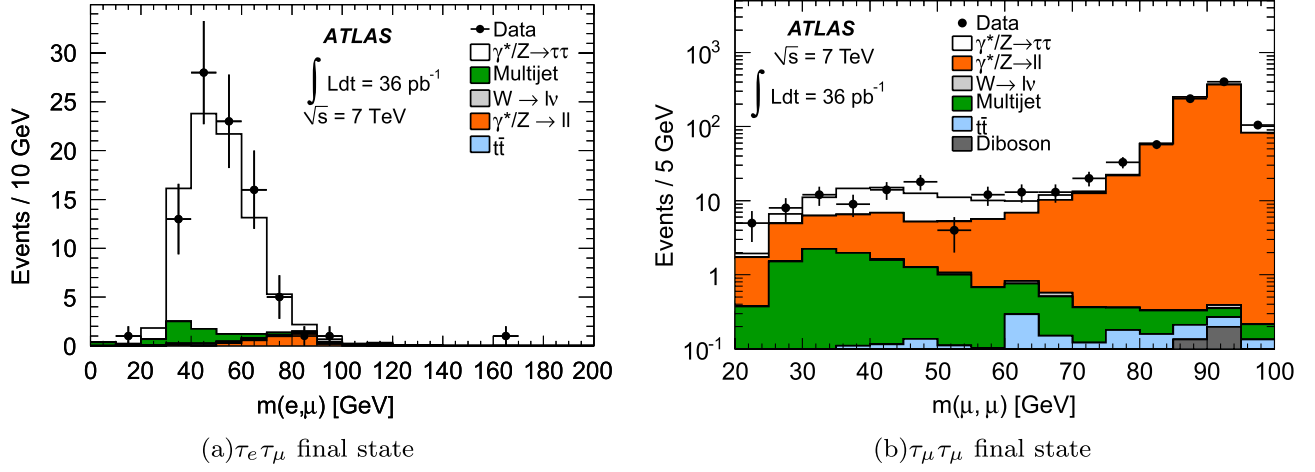 ATLAS
∫ Ldt = 36 pb⁻¹
√s = 7 TeV
Data
γ*/Z→ττ
Multijet
W → lν
γ*/Z → ll
tt̄
Events / 10 GeV
35
30
25
20
15
10
5
0
0 20 40 60 80 100 120 140 160 180 200
m(e,μ) [GeV]
(a)τₑτ_μ final state
ATLAS
√s = 7 TeV
∫ Ldt = 36 pb⁻¹
Data
γ*/Z→ττ
γ*/Z→ll
W→lν
Multijet
tt̄
Diboson
Events / 5 GeV
10³
10²
10
1
10⁻¹
20 30 40 50 60 70 80 90 100
m(μ, μ) [GeV]
(b)τ_μτ_μ final state